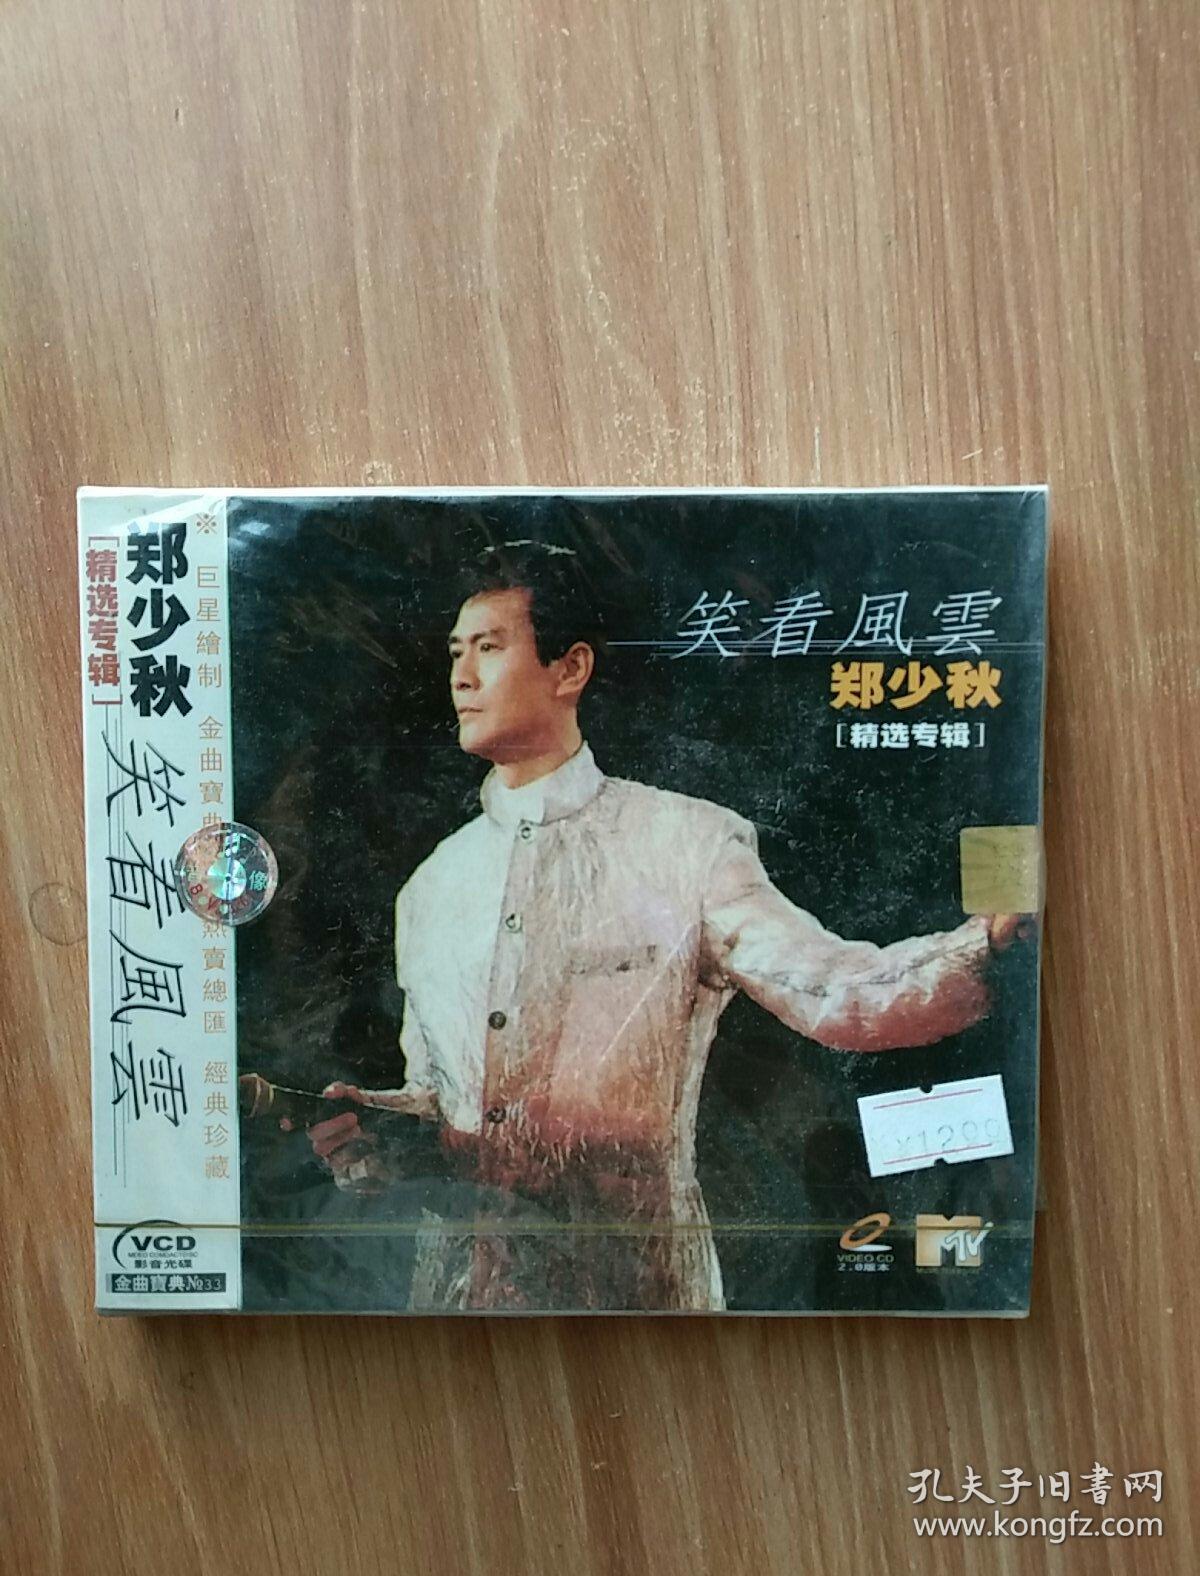 郑少秋
[精选专辑]
笑看風雲
※ 巨星繪制 金曲寶典
熱賣總匯 經典珍藏
像
VCD
影音光碟
金曲寶典№33
笑看風雲
郑少秋
[精选专辑]
VIDEO CD
2.0版本
MTV
孔夫子旧书网
www.kongfz.com